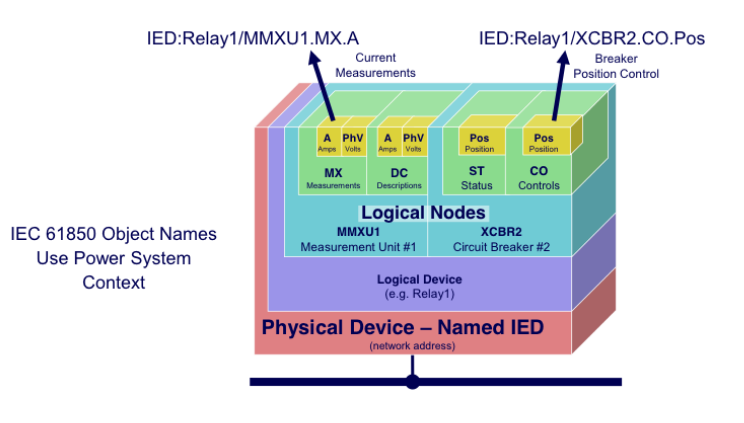 IED:Relay1/MMXU1.MX.A
IED:Relay1/XCBR2.CO.Pos
Current
Measurements
Breaker
Position Control
A PhV A PhV Pos Pos
Amps Volts Amps Volts Position Position
MX DC ST CO
Measurements Descriptions Status Controls
Logical Nodes
MMXU1 XCBR2
Measurement Unit #1 Circuit Breaker #2
IEC 61850 Object Names
Use Power System
Context
Logical Device
(e.g. Relay1)
Physical Device – Named IED
(network address)